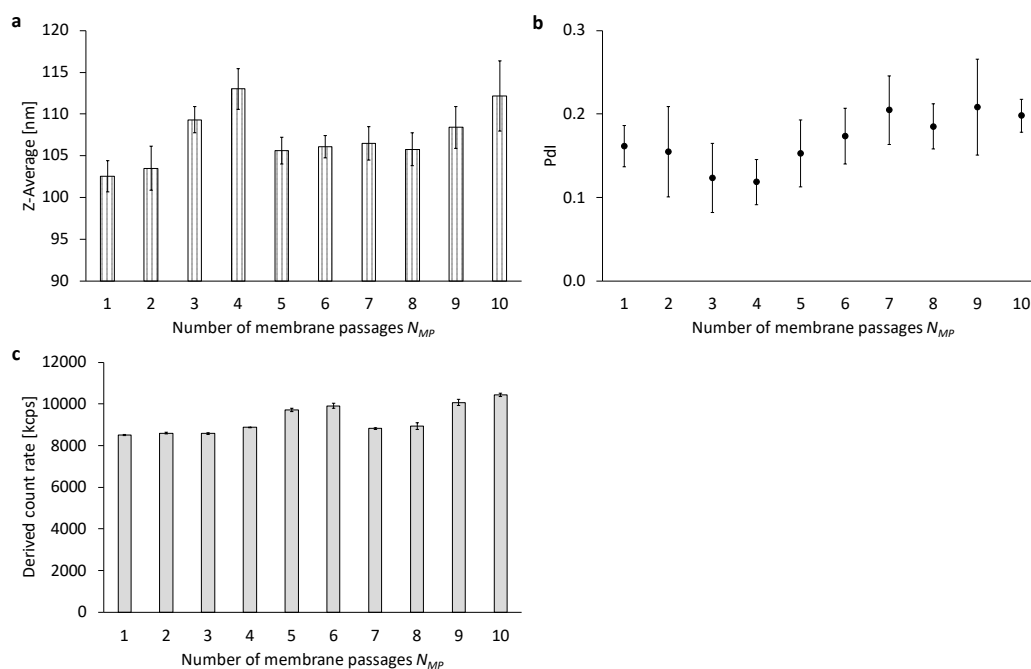 a
Z-Average [nm]
120
115
110
105
100
95
90
1 2 3 4 5 6 7 8 9 10
Number of membrane passages N_MP
b
PdI
0.3
0.2
0.1
0.0
1 2 3 4 5 6 7 8 9 10
Number of membrane passages N_MP
c
Derived count rate [kcps]
12000
10000
8000
6000
4000
2000
0
1 2 3 4 5 6 7 8 9 10
Number of membrane passages N_MP